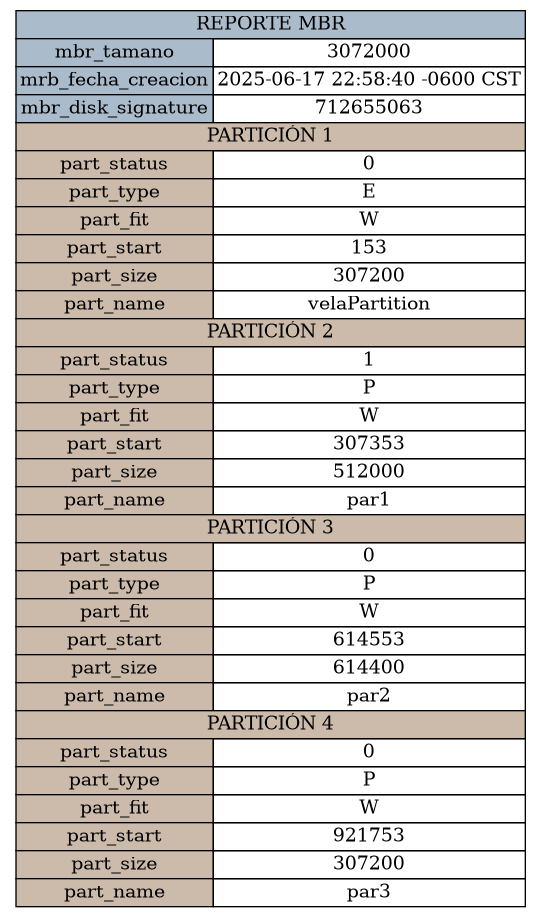 REPORTE MBR
mbr_tamano 3072000
mrb_fecha_creacion 2025-06-17 22:58:40 -0600 CST
mbr_disk_signature 712655063
PARTICIÓN 1
part_status 0
part_type E
part_fit W
part_start 153
part_size 307200
part_name velaPartition
PARTICIÓN 2
part_status 1
part_type P
part_fit W
part_start 307353
part_size 512000
part_name par1
PARTICIÓN 3
part_status 0
part_type P
part_fit W
part_start 614553
part_size 614400
part_name par2
PARTICIÓN 4
part_status 0
part_type P
part_fit W
part_start 921753
part_size 307200
part_name par3